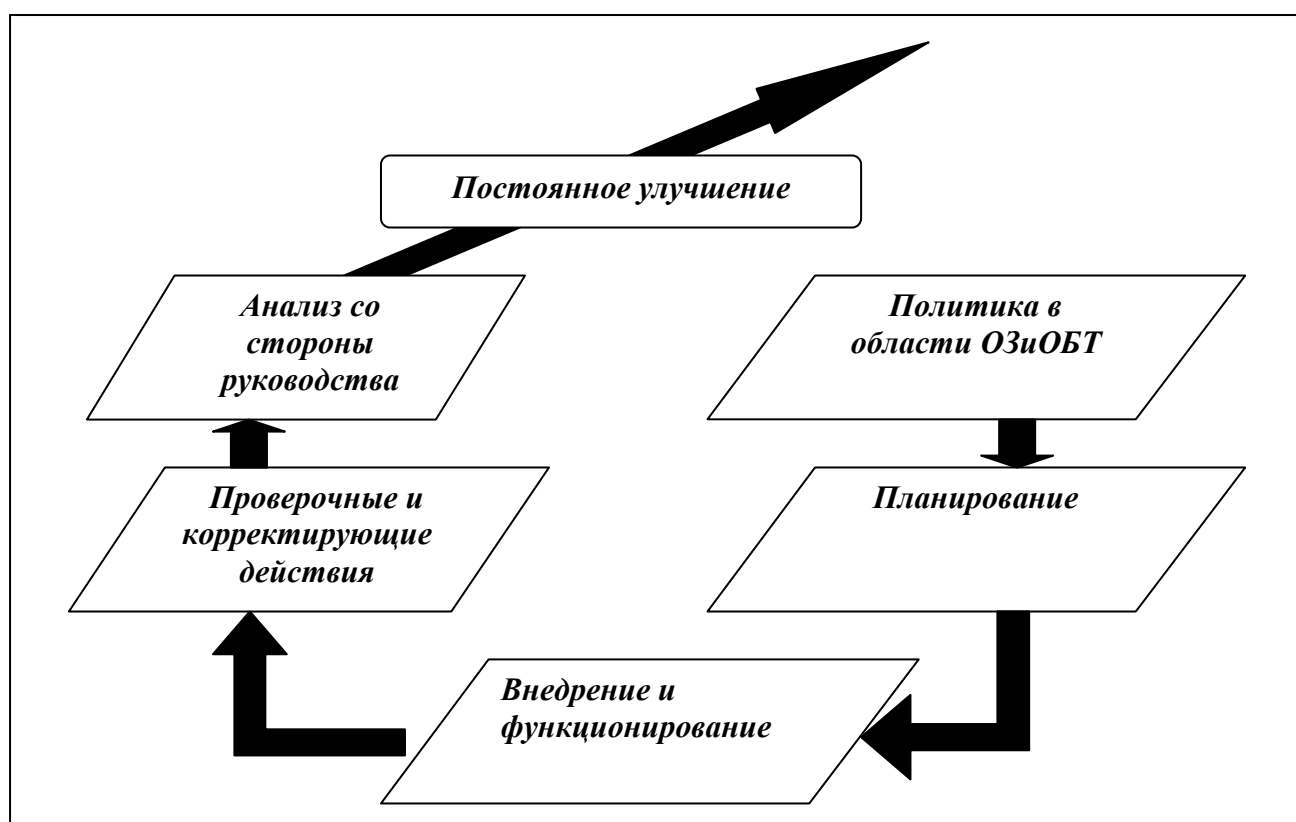 Постоянное улучшение
Анализ со
стороны
руководства
Политика в
области ОЗиОБТ
Проверочные и
корректирующие
действия
Планирование
Внедрение и
функционирование